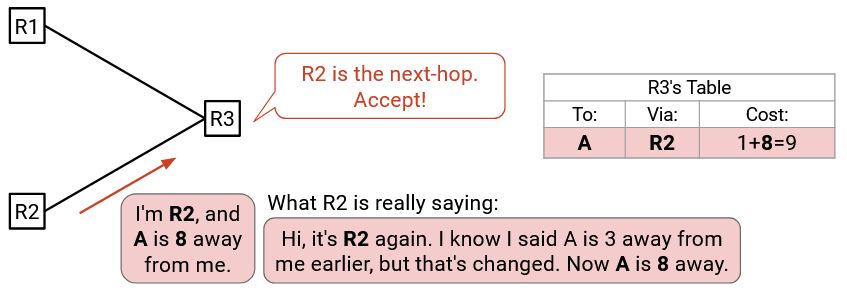 R1
R2 is the next-hop.
Accept!
R3
R3's Table
To: Via: Cost:
A R2 1+8=9
R2
I'm R2, and
A is 8 away
from me.
What R2 is really saying:
Hi, it's R2 again. I know I said A is 3 away from
me earlier, but that's changed. Now A is 8 away.